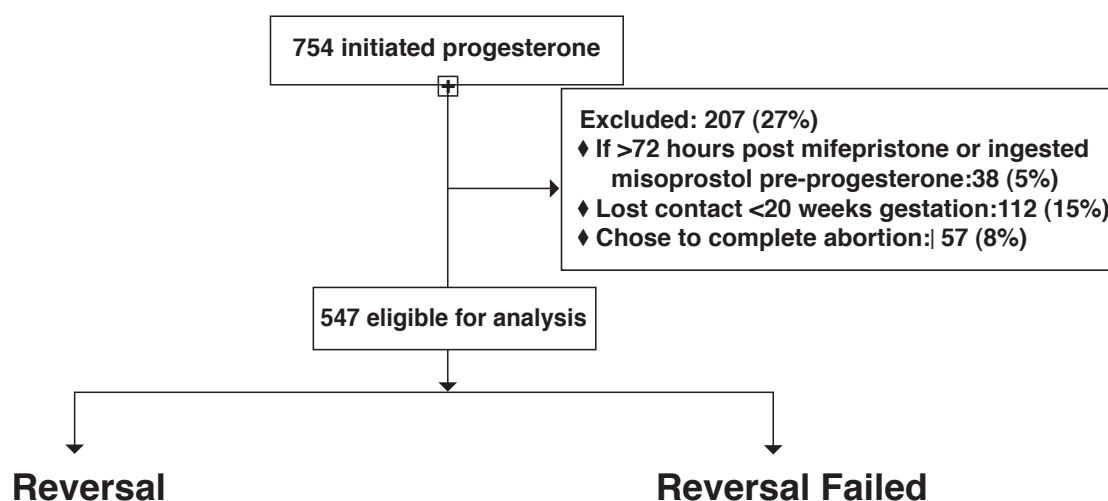 754 initiated progesterone
Excluded: 207 (27%)
♦ If >72 hours post mifepristone or ingested
misoprostol pre-progesterone:38 (5%)
♦ Lost contact <20 weeks gestation:112 (15%)
♦ Chose to complete abortion:| 57 (8%)
547 eligible for analysis
Reversal
Reversal Failed